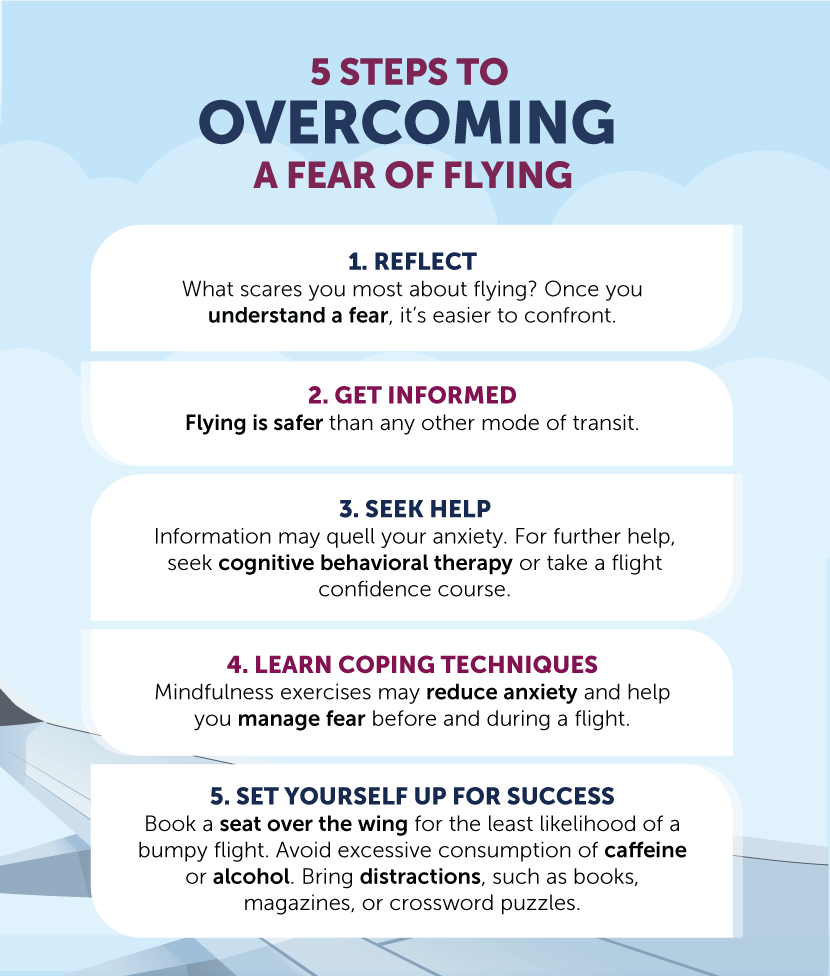 5 STEPS TO
OVERCOMING
A FEAR OF FLYING
1. REFLECT
What scares you most about flying? Once you
understand a fear, it’s easier to confront.
2. GET INFORMED
Flying is safer than any other mode of transit.
3. SEEK HELP
Information may quell your anxiety. For further help,
seek cognitive behavioral therapy or take a flight
confidence course.
4. LEARN COPING TECHNIQUES
Mindfulness exercises may reduce anxiety and help
you manage fear before and during a flight.
5. SET YOURSELF UP FOR SUCCESS
Book a seat over the wing for the least likelihood of a
bumpy flight. Avoid excessive consumption of caffeine
or alcohol. Bring distractions, such as books,
magazines, or crossword puzzles.